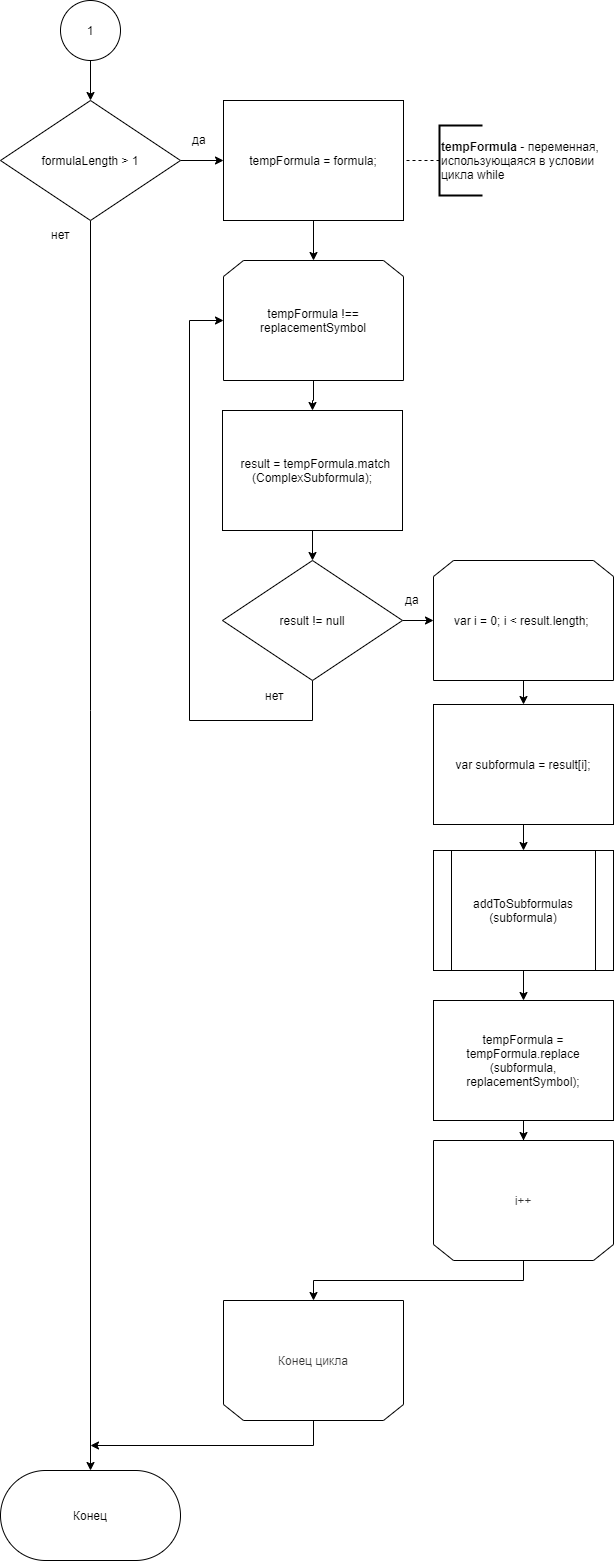 1
formulaLength > 1
да
нет
tempFormula = formula;
tempFormula - переменная,
использующаяся в условии
цикла while
tempFormula !==
replacementSymbol
result = tempFormula.match
(ComplexSubformula);
result != null
да
нет
var i = 0; i < result.length;
var subformula = result[i];
addToSubformulas
(subformula)
tempFormula =
tempFormula.replace
(subformula,
replacementSymbol);
i++
Конец цикла
Конец